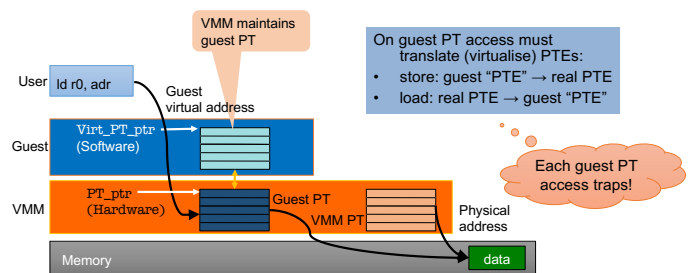 VMM maintains
guest PT
On guest PT access must
translate (virtualise) PTEs:
• store: guest “PTE” → real PTE
• load: real PTE → guest “PTE”
User
ld r0, adr
Guest
virtual address
Virt_PT_ptr
(Software)
Guest
Each guest PT
access traps!
PT_ptr
(Hardware)
VMM
Guest PT
VMM PT
Physical
address
Memory
data